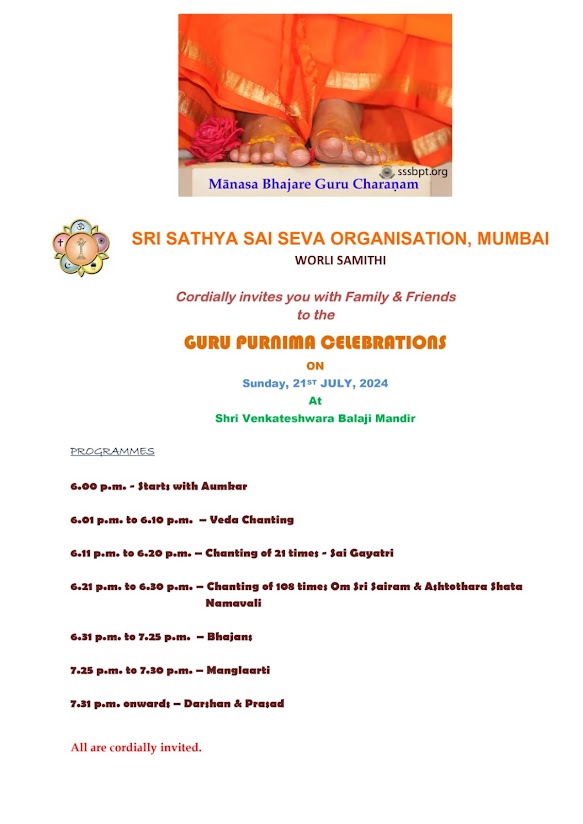 sssbpt.org
Mānasa Bhajare Guru Charaṇam
SRI SATHYA SAI SEVA ORGANISATION, MUMBAI
WORLI SAMITHI
Cordially invites you with Family & Friends
to the
GURU PURNIMA CELEBRATIONS
ON
Sunday, 21ST JULY, 2024
At
Shri Venkateshwara Balaji Mandir
PROGRAMMES
6.00 p.m. - Starts with Aumkar
6.01 p.m. to 6.10 p.m. – Veda Chanting
6.11 p.m. to 6.20 p.m. – Chanting of 21 times - Sai Gayatri
6.21 p.m. to 6.30 p.m. – Chanting of 108 times Om Sri Sairam & Ashtothara Shata
Namavali
6.31 p.m. to 7.25 p.m. – Bhajans
7.25 p.m. to 7.30 p.m. – Manglaarti
7.31 p.m. onwards – Darshan & Prasad
All are cordially invited.